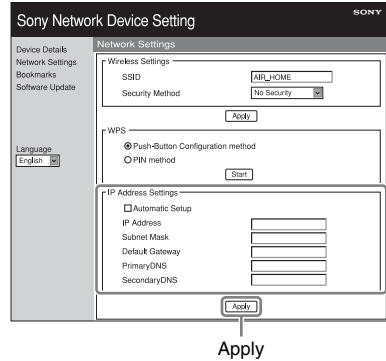 Sony Network Device Setting
SONY
Device Details
Network Settings
Bookmarks
Software Update
Language
English
Network Settings
Wireless Settings
SSID
AIR_HOME
Security Method
No Security
Apply
WPS
Push-Button Configuration method
PIN method
Start
IP Address Settings
Automatic Setup
IP Address
Subnet Mask
Default Gateway
PrimaryDNS
SecondaryDNS
Apply
Apply